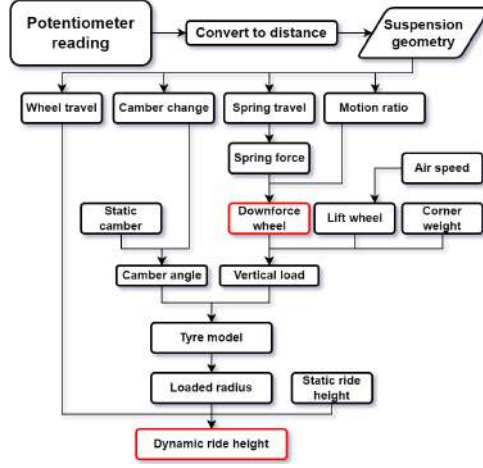 Potentiometer
reading
Convert to distance
Suspension
geometry
Wheel travel
Camber change
Spring travel
Motion ratio
Spring force
Air speed
Static
camber
Downforce
wheel
Lift wheel
Corner
weight
Camber angle
Vertical load
Tyre model
Loaded radius
Static ride
height
Dynamic ride height